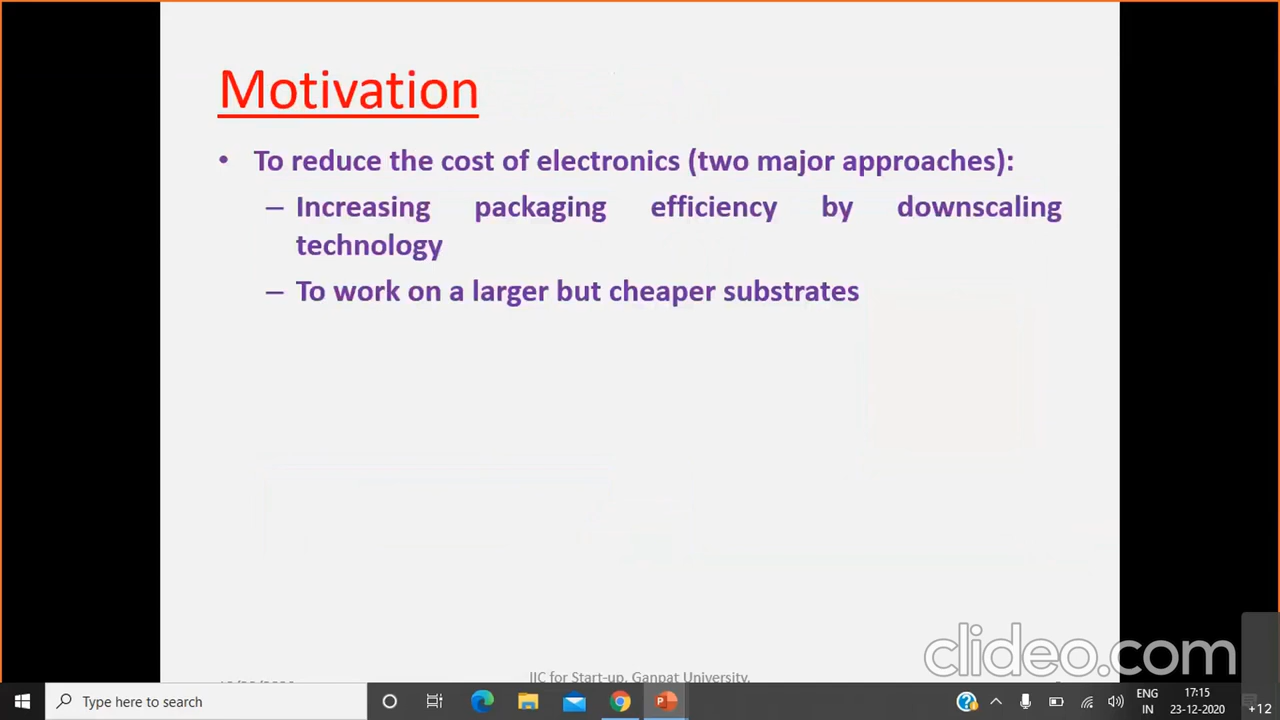 Motivation
• To reduce the cost of electronics (two major approaches):
– Increasing packaging efficiency by downscaling
technology
– To work on a larger but cheaper substrates
IIC for Start-up, Ganpat University,
clideo.com
Type here to search
ENG
IN
17:15
23-12-2020
+12